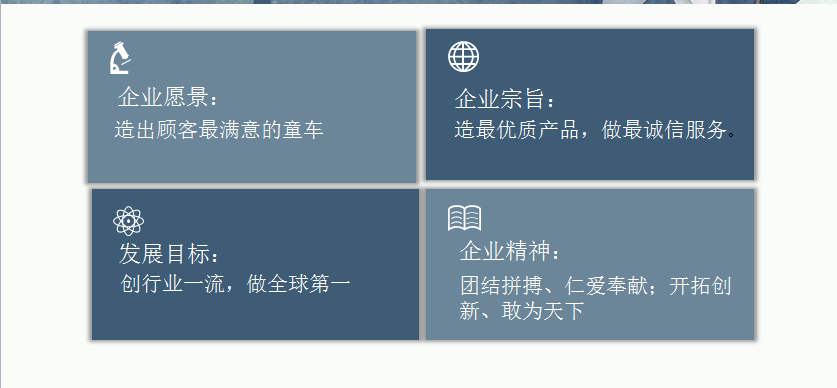 企业愿景：
造出顾客最满意的童车
企业宗旨：
造最优质产品，做最诚信服务。
发展目标：
创行业一流，做全球第一
企业精神：
团结拼搏、仁爱奉献；开拓创
新、敢为天下